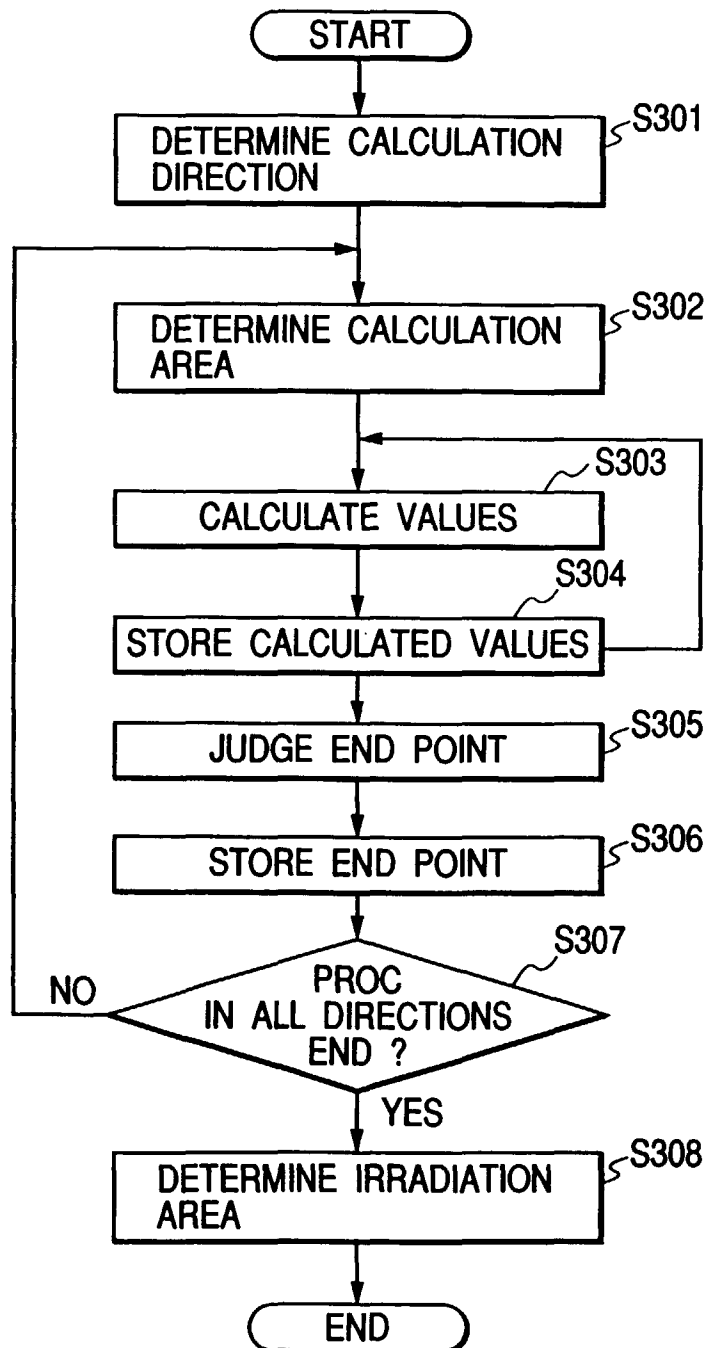 START
S301
DETERMINE CALCULATION
DIRECTION
S302
DETERMINE CALCULATION
AREA
S303
CALCULATE VALUES
S304
STORE CALCULATED VALUES
S305
JUDGE END POINT
S306
STORE END POINT
S307
PROC
IN ALL DIRECTIONS
END ?
NO
YES
S308
DETERMINE IRRADIATION
AREA
END